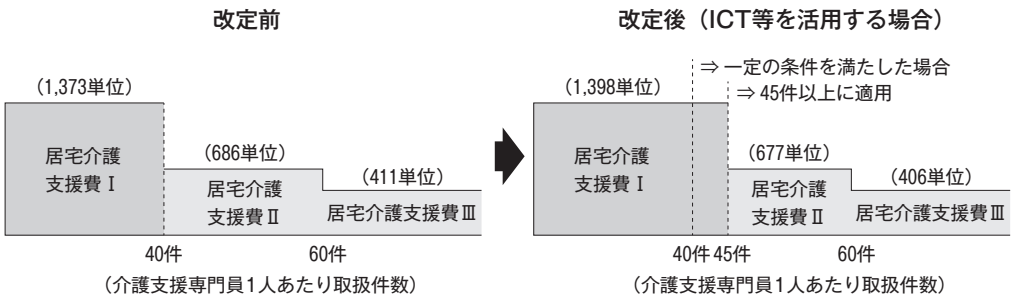 改定前
（1,373単位）
居宅介護
支援費Ⅰ
（686単位）
居宅介護
支援費Ⅱ
（411単位）
居宅介護支援費Ⅲ
40件
60件
（介護支援専門員1人あたり取扱件数）
改定後（ICT等を活用する場合）
⇒ 一定の条件を満たした場合
（1,398単位）
⇒ 45件以上に適用
居宅介護
支援費Ⅰ
（677単位）
居宅介護
支援費Ⅱ
（406単位）
居宅介護支援費Ⅲ
40件
45件
60件
（介護支援専門員1人あたり取扱件数）